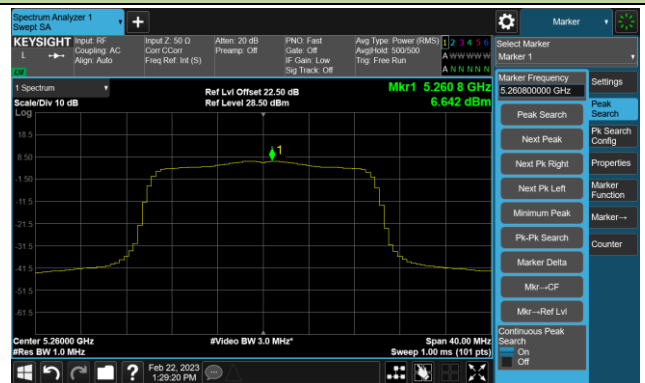 Spectrum Analyzer 1
Swept SA
+
Marker
KEYSIGHT
L
LXI
Input: RF
Coupling: AC
Align: Auto
Input Z: 50 Ω
Corr CCorr
Freq Ref: Int (S)
Atten: 20 dB
Preamp: Off
PNO: Fast
Gate: Off
IF Gain: Low
Sig Track: Off
Avg Type: Power (RMS)
Avg|Hold: 500/500
Trig: Free Run
1 2 3 4 5 6
A W W W W W
A N N N N N
Select Marker
Marker 1
1 Spectrum
Scale/Div 10 dB
Log
Ref Lvl Offset 22.50 dB
Ref Level 28.50 dBm
Mkr1 5.260 8 GHz
6.642 dBm
1
18.5
8.50
-1.50
-11.5
-21.5
-31.5
-41.5
-51.5
-61.5
Center 5.26000 GHz
#Res BW 1.0 MHz
#Video BW 3.0 MHz*
Span 40.00 MHz
Sweep 1.00 ms (101 pts)
Marker Frequency
5.260800000 GHz
Peak Search
Next Peak
Next Pk Right
Next Pk Left
Minimum Peak
Pk-Pk Search
Marker Delta
Mkr→CF
Mkr→Ref Lvl
Continuous Peak
Search
On
Off
Settings
Peak
Search
Pk Search
Config
Properties
Marker
Function
Marker→
Counter
?
Feb 22, 2023
1:29:20 PM